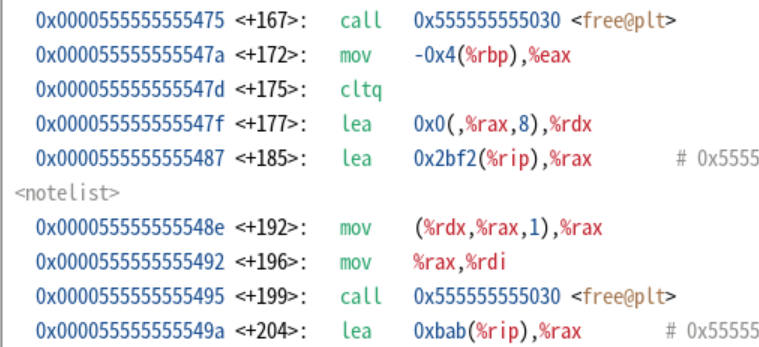 0x0000555555555475 <+167>: call 0x555555555030 <free@plt>
0x000055555555547a <+172>: mov -0x4(%rbp),%eax
0x000055555555547d <+175>: cltq
0x000055555555547f <+177>: lea 0x0(,%rax,8),%rdx
0x0000555555555487 <+185>: lea 0x2bf2(%rip),%rax # 0x5555
<notelist>
0x000055555555548e <+192>: mov (%rdx,%rax,1),%rax
0x0000555555555492 <+196>: mov %rax,%rdi
0x0000555555555495 <+199>: call 0x555555555030 <free@plt>
0x000055555555549a <+204>: lea 0xbab(%rip),%rax # 0x55555